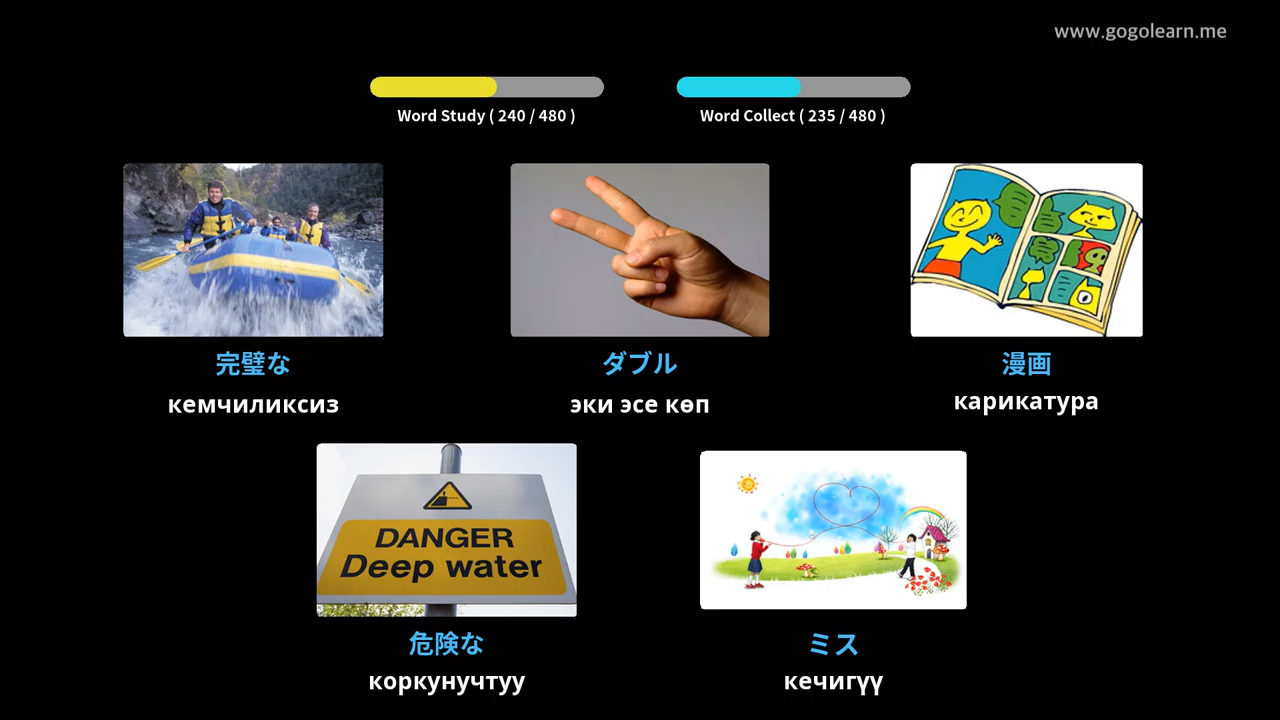 www.gogolearn.me
Word Study ( 240 / 480 )
Word Collect ( 235 / 480 )
完璧な
кемчиликсиз
ダブル
эки эсе көп
漫画
карикатура
DANGER
Deep water
危険な
коркунучтуу
ミス
кечигүү